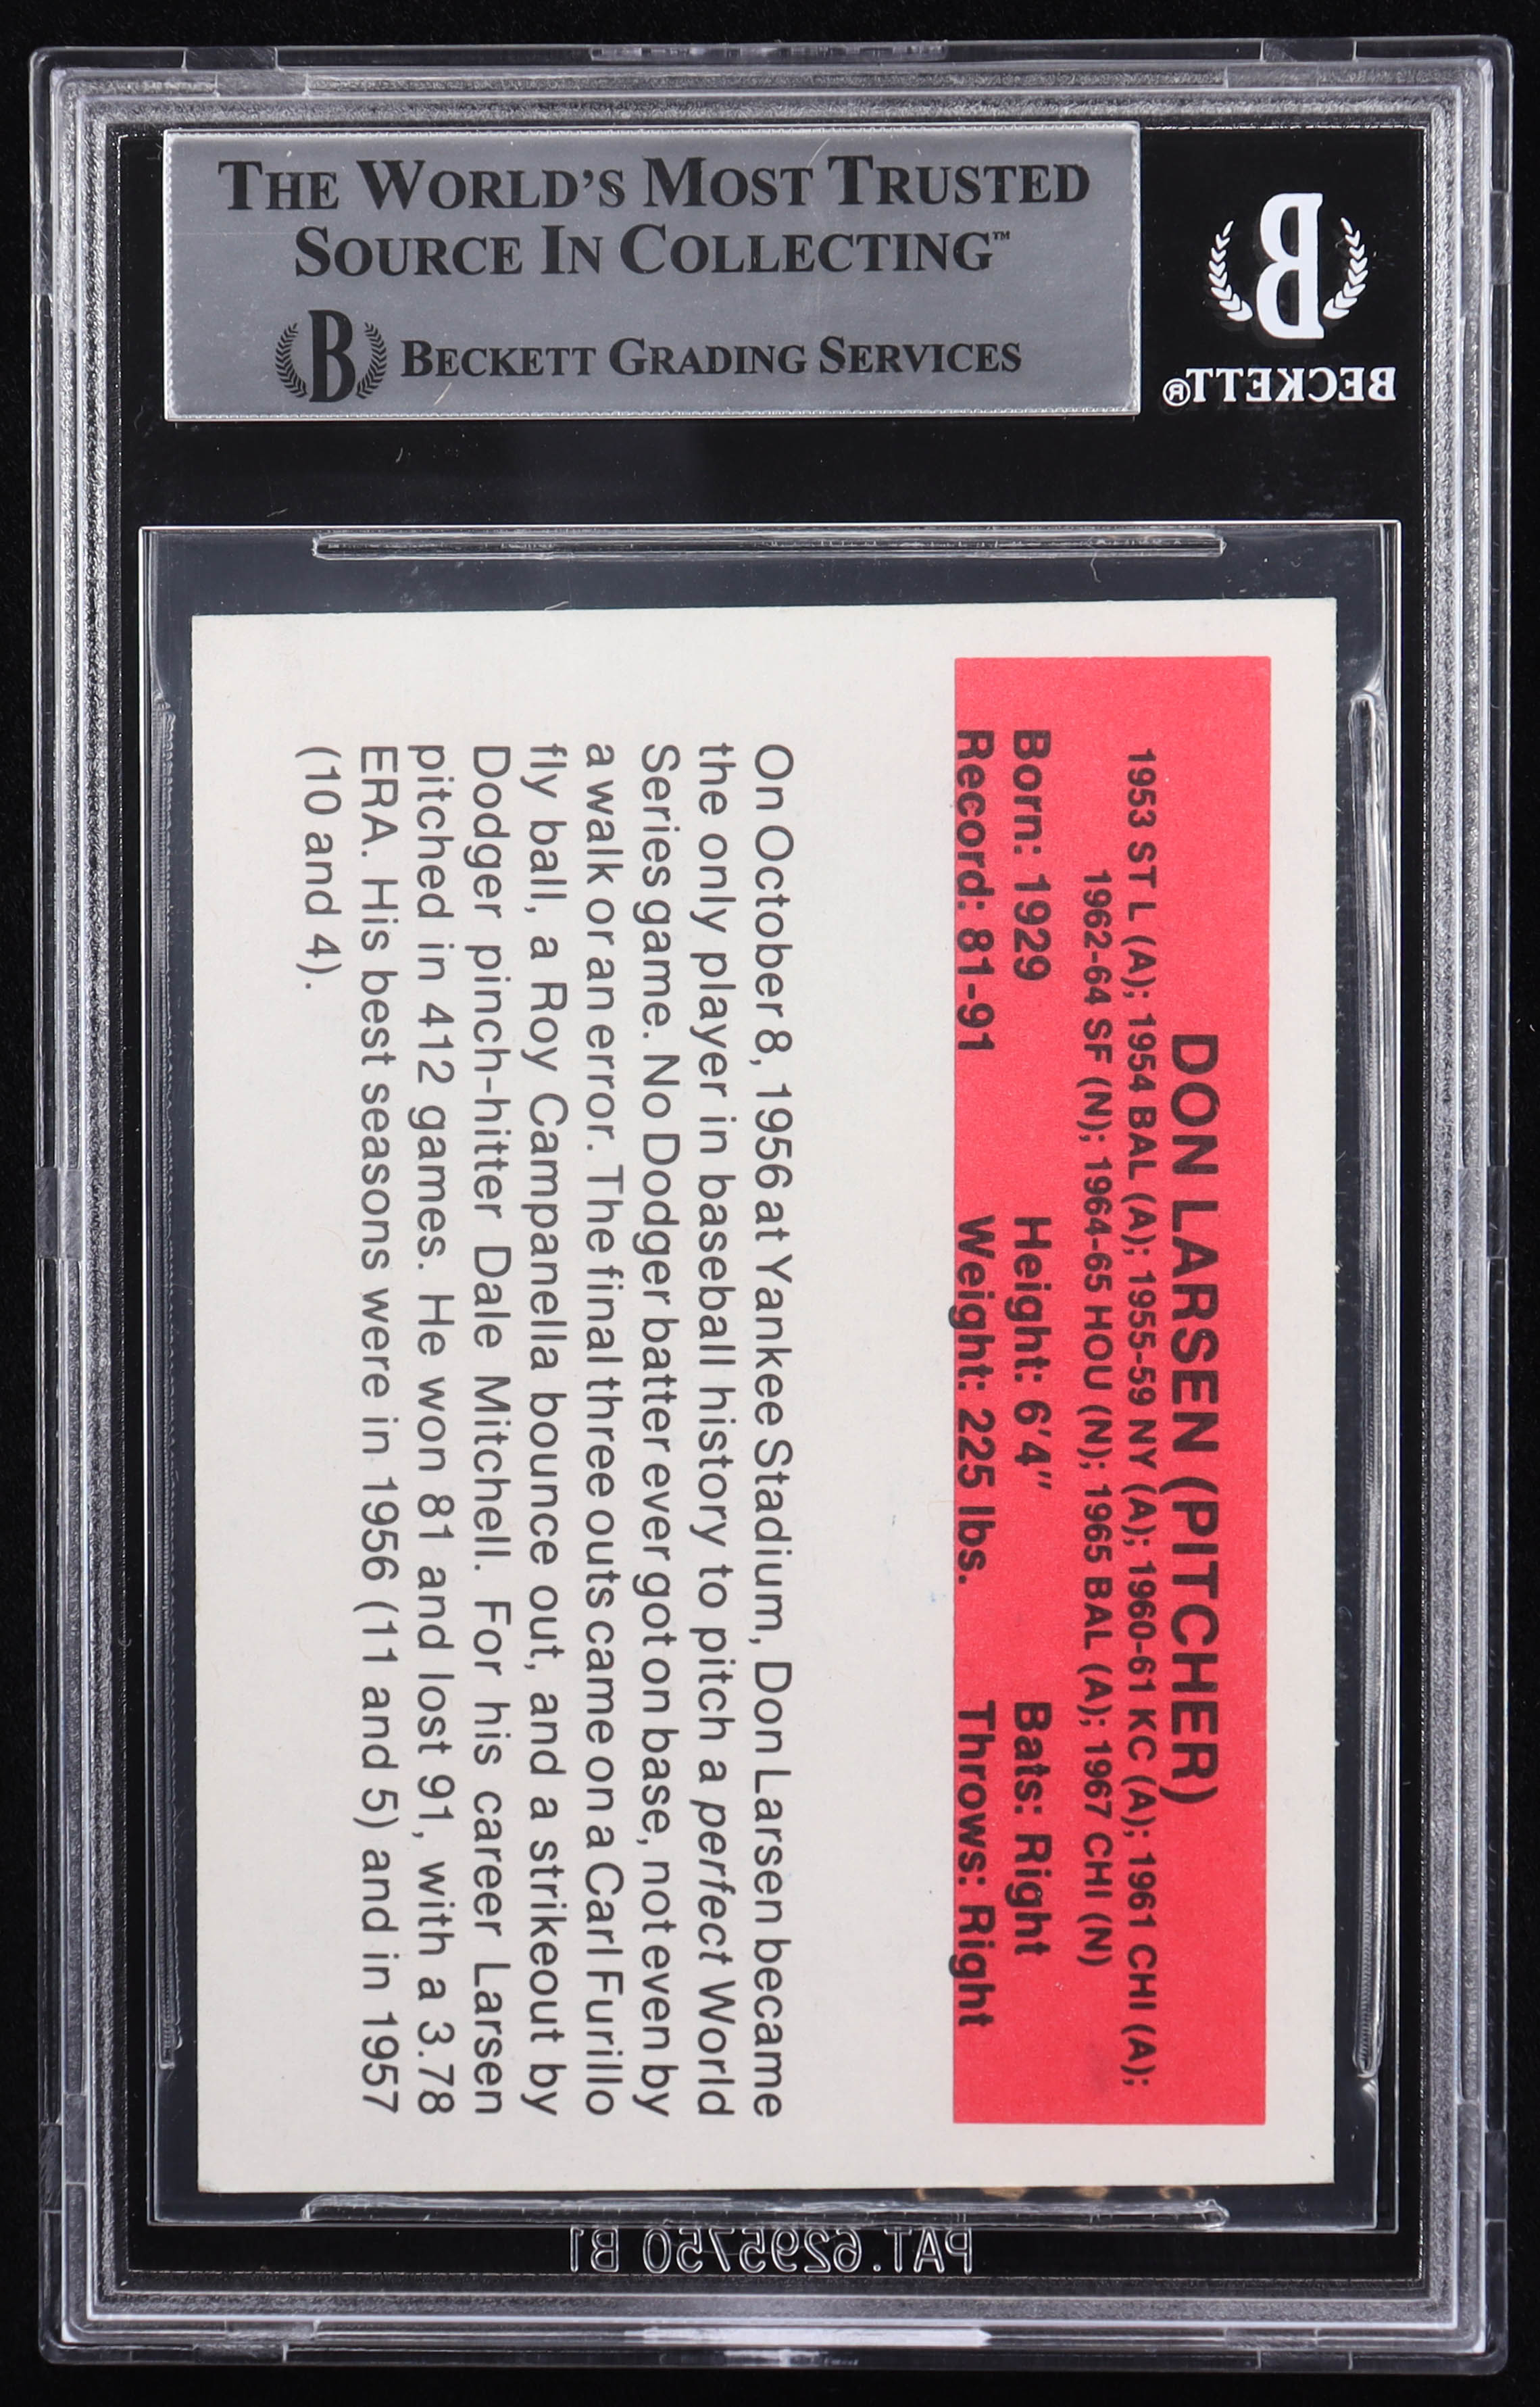 THE WORLD'S MOST TRUSTED
SOURCE IN COLLECTING™
B BECKETT GRADING SERVICES
B
BECKETT®
DON LARSEN (PITCHER)
1953 ST L (A); 1954 BAL (A); 1955-59 NY (A); 1960-61 KC (A); 1961 CHI (A);
1962-64 SF (N); 1964-65 HOU (N); 1965 BAL (A); 1967 CHI (N)
Born: 1929 Height: 6'4" Bats: Right
Record: 81-91 Weight: 225 lbs. Throws: Right
On October 8, 1956 at Yankee Stadium, Don Larsen became
the only player in baseball history to pitch a perfect World
Series game. No Dodger batter ever got on base, not even by
a walk or an error. The final three outs came on a Carl Furillo
fly ball, a Roy Campanella bounce out, and a strikeout by
Dodger pinch-hitter Dale Mitchell. For his career Larsen
pitched in 412 games. He won 81 and lost 91, with a 3.78
ERA. His best seasons were in 1956 (11 and 5) and in 1957
(10 and 4).
PAT. 6295750 B1